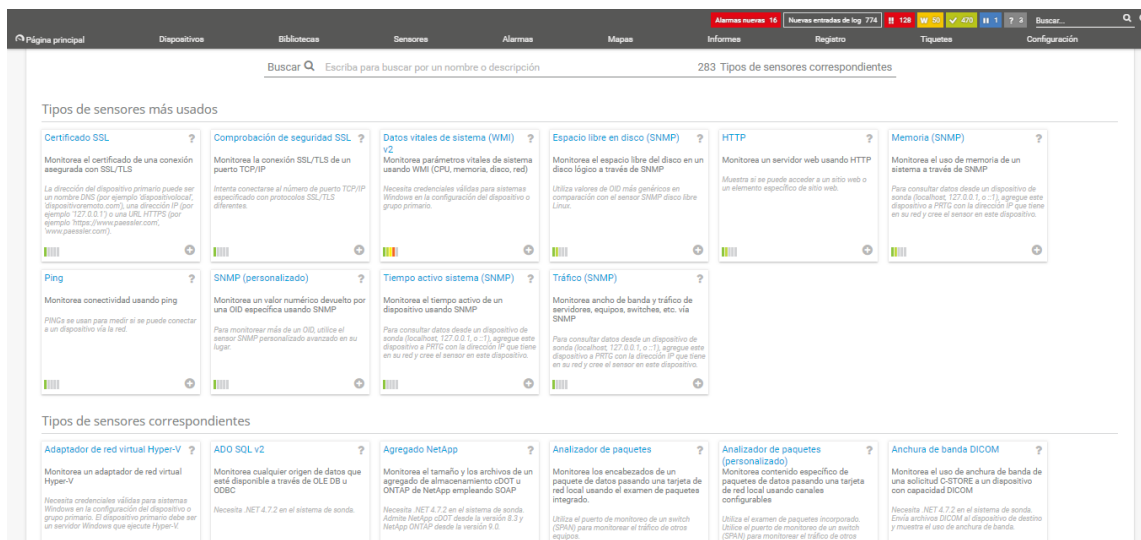 Alarmas nuevas 16 Nuevas entradas de log 774 !! 128 W 50 470 II 1 ? 3 Buscar...
Página principal Dispositivos Bibliotecas Sensores Alarmas Mapas Informes Registro Tiquetes Configuración
Buscar Escriba para buscar por un nombre o descripción 283 Tipos de sensores correspondientes
Tipos de sensores más usados
Certificado SSL ?
Monitorea el certificado de una conexión
asegurada con SSL/TLS
La dirección del dispositivo primario puede ser
un nombre DNS (por ejemplo 'dispositivolocal',
'dispositivoremoto.com'), una dirección IP (por
ejemplo '127.0.0.1') o una URL HTTPS (por
ejemplo 'https://www.paessler.com',
'www.paessler.com').
Comprobación de seguridad SSL ?
Monitorea la conexión SSL/TLS de un
puerto TCP/IP
Intenta conectarse al número de puerto TCP/IP
especificado con protocolos SSL/TLS
diferentes.
Datos vitales de sistema (WMI) ?
v2
Monitorea parámetros vitales de sistema
usando WMI (CPU, memoria, disco, red)
Necesita credenciales válidas para sistemas
Windows en la configuración del dispositivo o
grupo primario.
Espacio libre en disco (SNMP) ?
Monitorea el espacio libre del disco en un
disco lógico a través de SNMP
Utiliza valores de OID más genéricos en
comparación con el sensor SNMP disco libre
Linux.
HTTP ?
Monitorea un servidor web usando HTTP
Muestra si se puede acceder a un sitio web o
un elemento específico de sitio web.
Memoria (SNMP) ?
Monitorea el uso de memoria de un
sistema a través de SNMP
Para consultar datos desde un dispositivo de
sonda (localhost, 127.0.0.1, o ::1), agregue este
dispositivo a PRTG con la dirección IP que tiene
en su red y cree el sensor en este dispositivo.
Ping ?
Monitorea conectividad usando ping
PINGs se usan para medir si se puede conectar
a un dispositivo vía la red.
SNMP (personalizado) ?
Monitorea un valor numérico devuelto por
una OID específica usando SNMP
Para monitorear más de un OID, utilice el
sensor SNMP personalizado avanzado en su
lugar.
Tiempo activo sistema (SNMP) ?
Monitorea el tiempo activo de un
dispositivo usando SNMP
Para consultar datos desde un dispositivo de
sonda (localhost, 127.0.0.1, o ::1), agregue este
dispositivo a PRTG con la dirección IP que tiene
en su red y cree el sensor en este dispositivo.
Tráfico (SNMP) ?
Monitorea ancho de banda y tráfico de
servidores, equipos, switches, etc. vía
SNMP
Para consultar datos desde un dispositivo de
sonda (localhost, 127.0.0.1, o ::1), agregue este
dispositivo a PRTG con la dirección IP que tiene
en su red y cree el sensor en este dispositivo.
Tipos de sensores correspondientes
Adaptador de red virtual Hyper-V ?
Monitorea un adaptador de red virtual
Hyper-V
Necesita credenciales válidas para sistemas
Windows en la configuración del dispositivo o
grupo primario. El dispositivo primario debe ser
un servidor Windows que ejecute Hyper-V.
ADO SQL v2 ?
Monitorea cualquier origen de datos que
esté disponible a través de OLE DB u
ODBC
Necesita .NET 4.7.2 en el sistema de sonda.
Agregado NetApp ?
Monitorea el tamaño y los archivos de un
agregado de almacenamiento cDOT u
ONTAP de NetApp empleando SOAP
Necesita .NET 4.7.2 en el sistema de sonda.
Admite NetApp cDOT desde la versión 8.3 y
NetApp ONTAP desde la versión 9.0.
Analizador de paquetes ?
Monitorea los encabezados de un
paquete de datos pasando una tarjeta de
red local usando el examen de paquetes
integrado.
Utiliza el puerto de monitoreo de un switch
(SPAN) para monitorear el tráfico de otros
equipos.
Analizador de paquetes ?
(personalizado)
Monitorea contenido específico de
paquetes de datos pasando una tarjeta
de red local usando canales
configurables
Utiliza el examen de paquetes incorporado.
Utilice el puerto de monitoreo de un switch
(SPAN) para monitorear el tráfico de otros
Anchura de banda DICOM ?
Monitorea el uso de anchura de banda de
una solicitud C-STORE a un dispositivo
con capacidad DICOM
Necesita .NET 4.7.2 en el sistema de sonda.
Envía archivos DICOM al dispositivo de destino
y muestra el uso de anchura de banda.